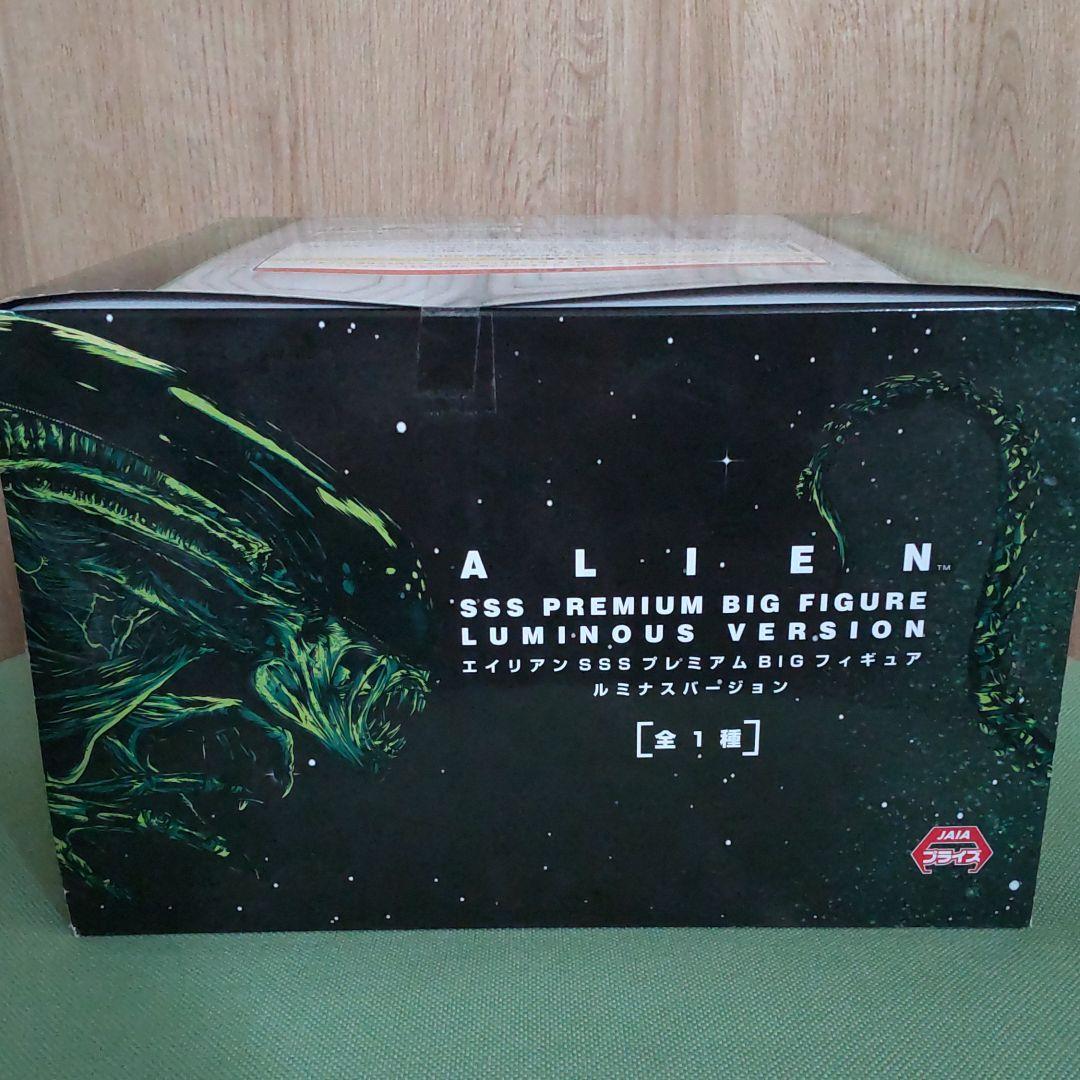 A L I E N™
SSS PREMIUM BIG FIGURE
LUMINOUS VERSION
エイリアンSSSプレミアムBIGフィギュア
ルミナスバージョン
[全1種]
JAIA
プライズ